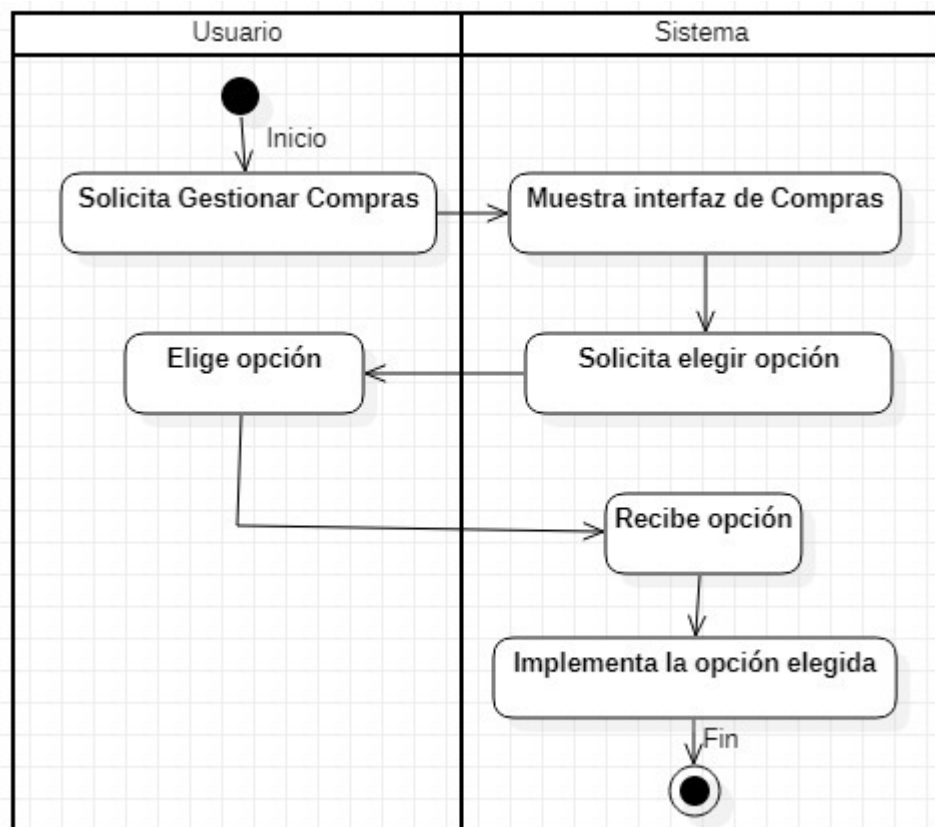 Usuario
Sistema
Inicio
Solicita Gestionar Compras
Muestra interfaz de Compras
Elige opción
Solicita elegir opción
Recibe opción
Implementa la opción elegida
Fin